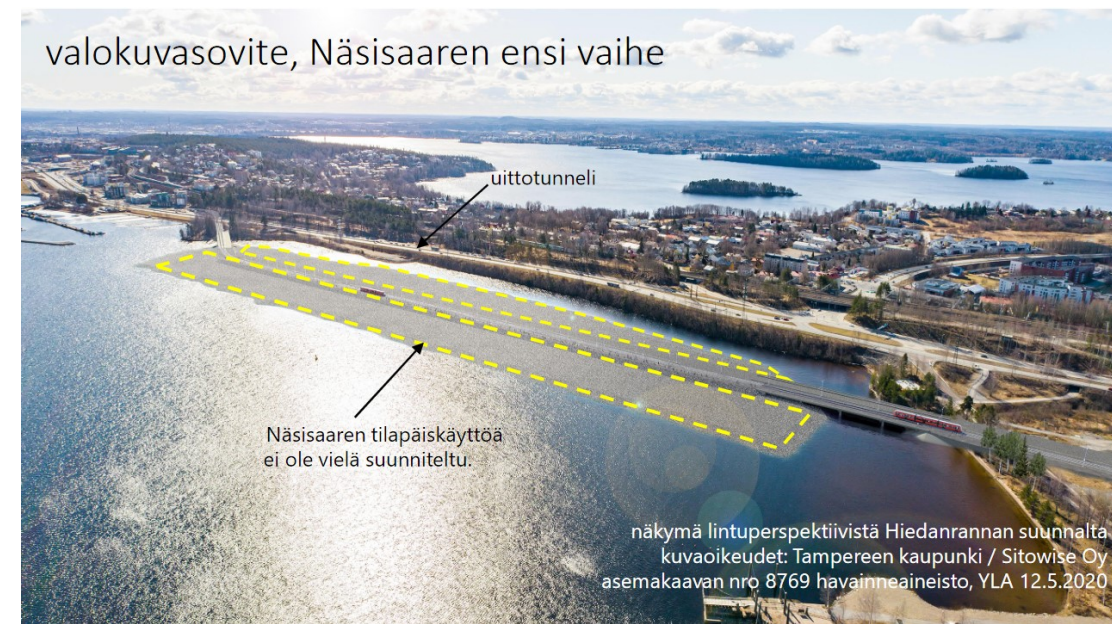 valokuvasovite, Näsisaaren ensi vaihe
uittotunneli
Näsisaaren tilapäiskäyttöä
ei ole vielä suunniteltu.
näkymä lintuperspektiivistä Hiedanrannan suunnalta
kuvaoikeudet: Tampereen kaupunki / Sitowise Oy
asemakaavan nro 8769 havainneaineisto, YLA 12.5.2020